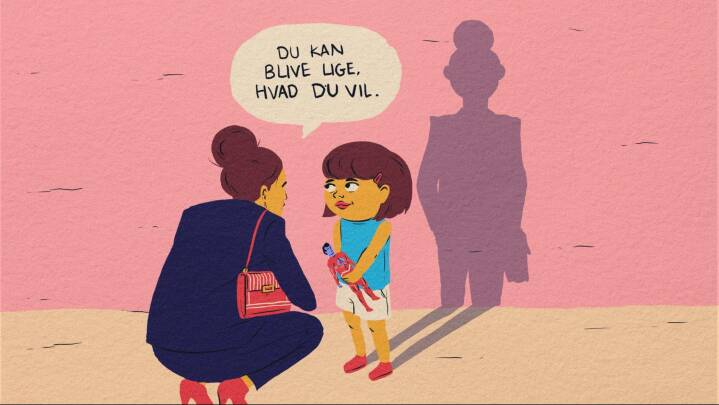 DU KAN
BLIVE LIGE,
HVAD DU VIL.